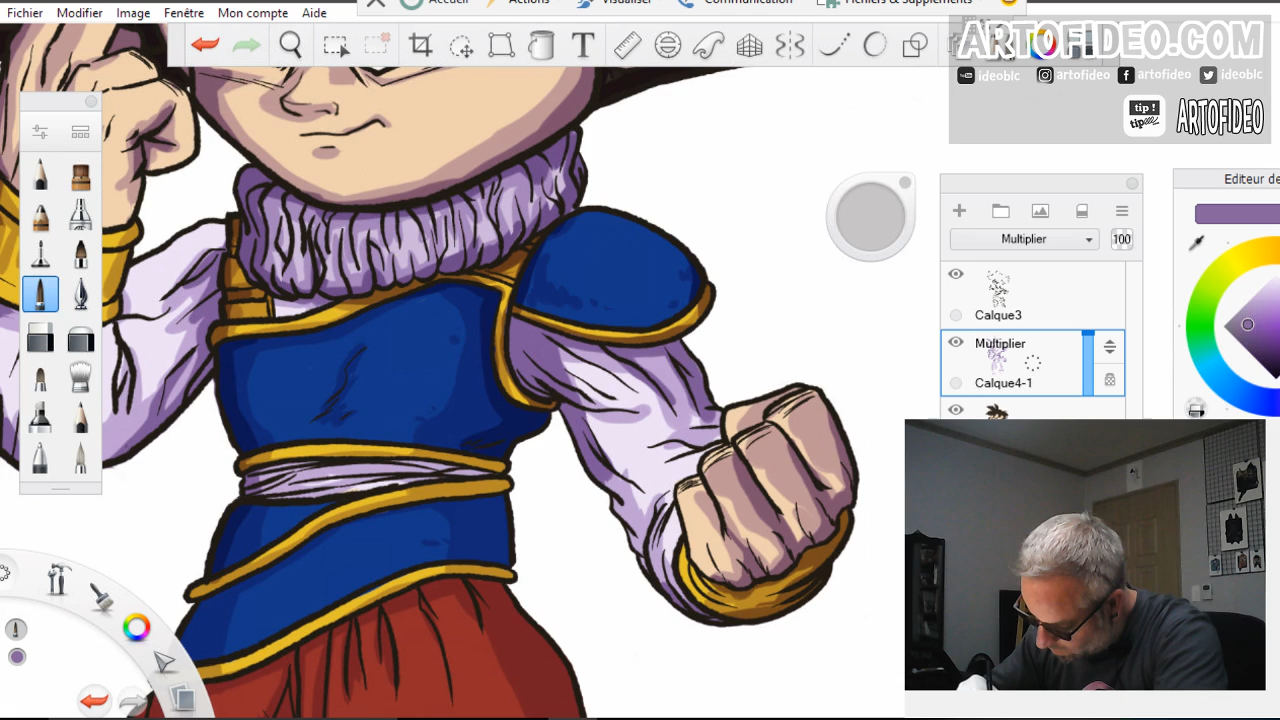 Accueil Actions Visualiser Communication Fichiers & Suppléments
Fichier Modifier Image Fenêtre Mon compte Aide
ARTOFIDEO.COM
ideoblc artofideo artofideo ideoblc
tip !
tip
ARTOFIDEO
Editeur de
Multiplier 100
Calque3
Multiplier
Calque4-1